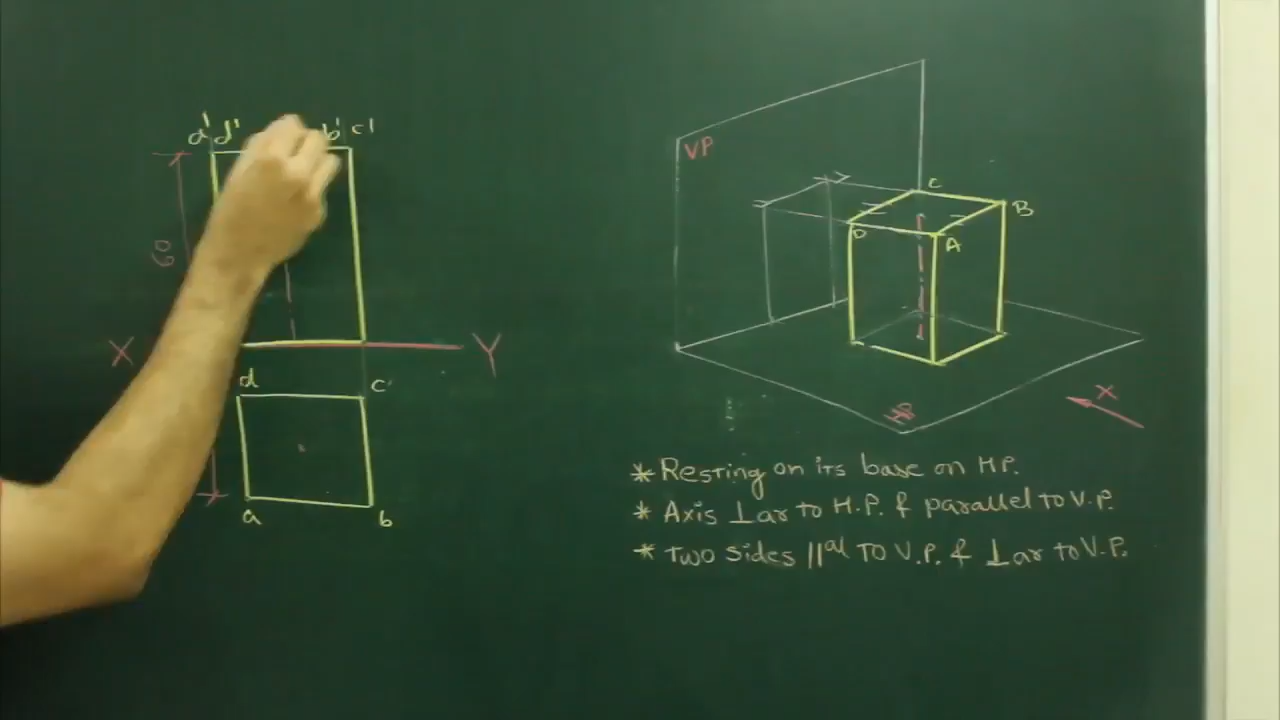 a' d' b' c'
60
X Y
d c'
a b
VP
C
B
D A
X
HP
* Resting on its base on H.P.
* Axis ⊥ar to H.P. & parallel to V.P.
* Two sides ||al TO V.P. & ⊥ar to V.P.